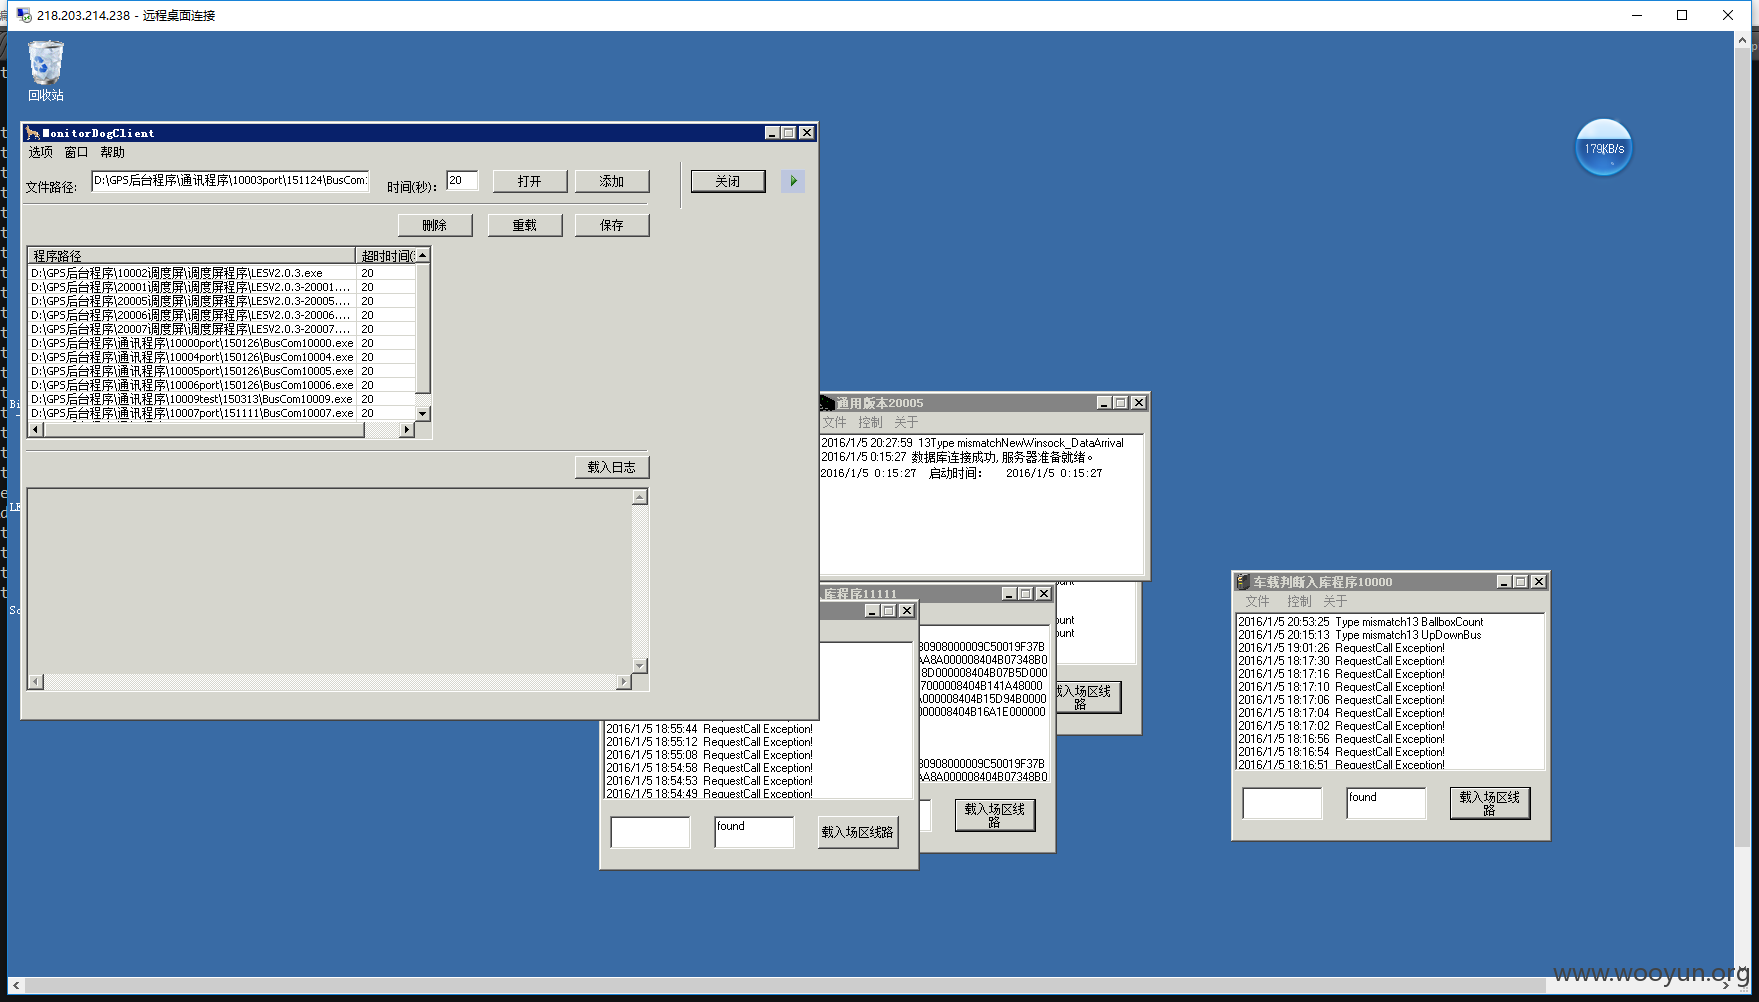 218.203.214.238 - 远程桌面连接
回收站
MonitorDogClient
选项 窗口 帮助
文件路径: D:\GPS后台程序\通讯程序\10003port\151124\BusCom: 时间(秒): 20 打开 添加 关闭
删除 重载 保存
程序路径 超时时间(
D:\GPS后台程序\10002调度屏\调度屏程序\LESV2.0.3.exe 20
D:\GPS后台程序\20001调度屏\调度屏程序\LESV2.0.3-20001.... 20
D:\GPS后台程序\20005调度屏\调度屏程序\LESV2.0.3-20005.... 20
D:\GPS后台程序\20006调度屏\调度屏程序\LESV2.0.3-20006.... 20
D:\GPS后台程序\20007调度屏\调度屏程序\LESV2.0.3-20007.... 20
D:\GPS后台程序\通讯程序\10000port\150126\BusCom10000.exe 20
D:\GPS后台程序\通讯程序\10004port\150126\BusCom10004.exe 20
D:\GPS后台程序\通讯程序\10005port\150126\BusCom10005.exe 20
D:\GPS后台程序\通讯程序\10006port\150126\BusCom10006.exe 20
D:\GPS后台程序\通讯程序\10009test\150313\BusCom10009.exe 20
D:\GPS后台程序\通讯程序\10007port\151111\BusCom10007.exe 20
载入日志
179KB/s
通用版本20005
文件 控制 关于
2016/1/5 20:27:59 13Type mismatchNewWinsock_DataArrival
2016/1/5 0:15:27 数据库连接成功,服务器准备就绪。
2016/1/5 0:15:27 启动时间: 2016/1/5 0:15:27
库程序11111
ount
ount
80908000009C50019F37B
AA8A000008404B07348B0
8D000008404B07B5D000
7000008404B141A48000
A000008404B15D94B0000
000008404B16A1E000000
80908000009C50019F37B
AA8A000008404B07348B0
载入场区线路
载入场区线路
2016/1/5 18:55:44 RequestCall Exception!
2016/1/5 18:55:12 RequestCall Exception!
2016/1/5 18:55:08 RequestCall Exception!
2016/1/5 18:54:58 RequestCall Exception!
2016/1/5 18:54:53 RequestCall Exception!
2016/1/5 18:54:49 RequestCall Exception!
found 载入场区线路
车载判断入库程序10000
文件 控制 关于
2016/1/5 20:53:25 Type mismatch13 BallboxCount
2016/1/5 20:15:13 Type mismatch13 UpDownBus
2016/1/5 19:01:26 RequestCall Exception!
2016/1/5 18:17:30 RequestCall Exception!
2016/1/5 18:17:16 RequestCall Exception!
2016/1/5 18:17:10 RequestCall Exception!
2016/1/5 18:17:06 RequestCall Exception!
2016/1/5 18:17:04 RequestCall Exception!
2016/1/5 18:17:02 RequestCall Exception!
2016/1/5 18:16:56 RequestCall Exception!
2016/1/5 18:16:54 RequestCall Exception!
2016/1/5 18:16:51 RequestCall Exception!
found 载入场区线路
www.wooyun.org